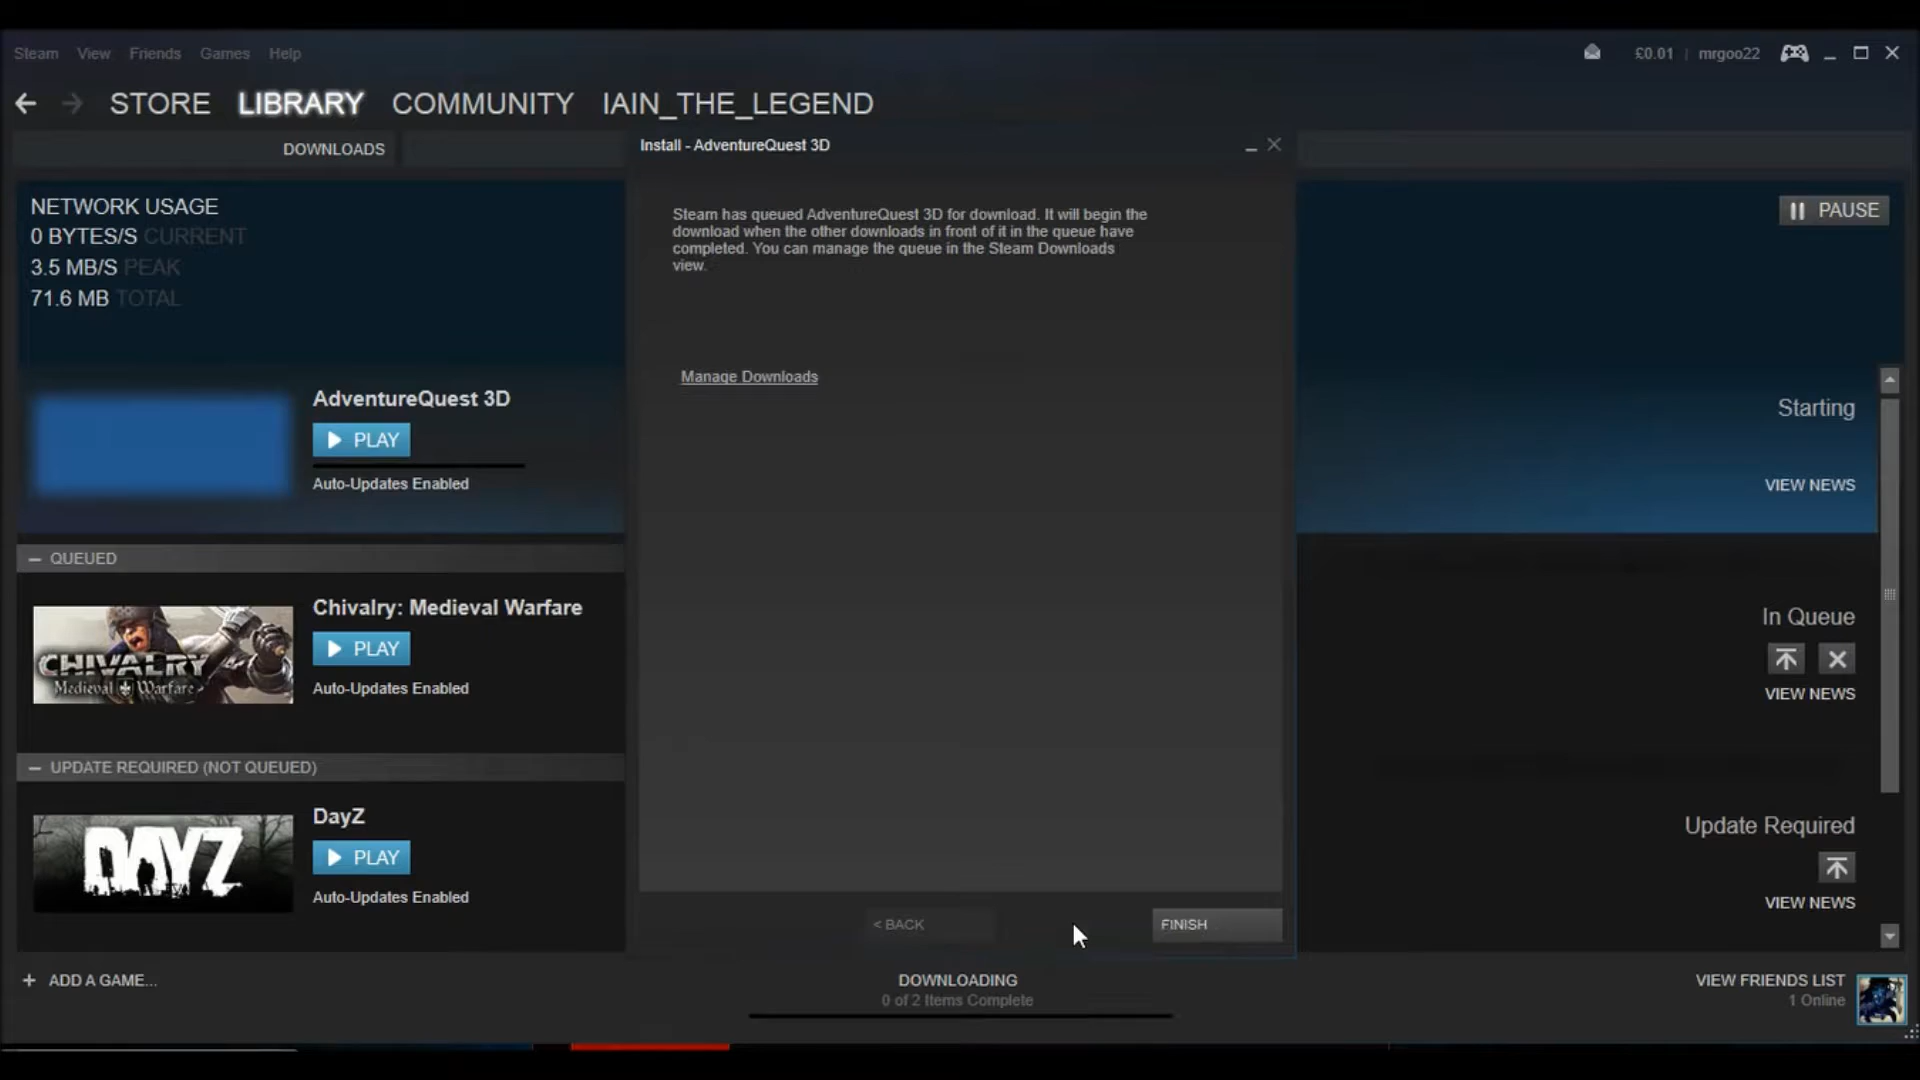 Steam View Friends Games Help
£0.01 | mrgoo22
STORE LIBRARY COMMUNITY IAIN_THE_LEGEND
DOWNLOADS
Install - AdventureQuest 3D
NETWORK USAGE
0 BYTES/S CURRENT
3.5 MB/S PEAK
71.6 MB TOTAL
Steam has queued AdventureQuest 3D for download. It will begin the
download when the other downloads in front of it in the queue have
completed. You can manage the queue in the Steam Downloads
view.
Manage Downloads
PAUSE
AdventureQuest 3D
PLAY
Auto-Updates Enabled
Starting
VIEW NEWS
QUEUED
Chivalry: Medieval Warfare
PLAY
Auto-Updates Enabled
CHIVALRY
Medieval Warfare
In Queue
VIEW NEWS
UPDATE REQUIRED (NOT QUEUED)
DayZ
PLAY
Auto-Updates Enabled
DAYZ
Update Required
VIEW NEWS
< BACK
FINISH
+ ADD A GAME...
DOWNLOADING
0 of 2 Items Complete
VIEW FRIENDS LIST
1 Online